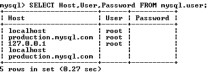 mysql> SELECT Host,User,Password FROM mysql.user;
+----------------------+------+----------+
| Host | User | Password |
+----------------------+------+----------+
| localhost | root | |
| production.mysql.com | root | |
| 127.0.0.1 | root | |
| localhost | | |
| production.mysql.com | | |
+----------------------+------+----------+
5 rows in set (0.27 sec)